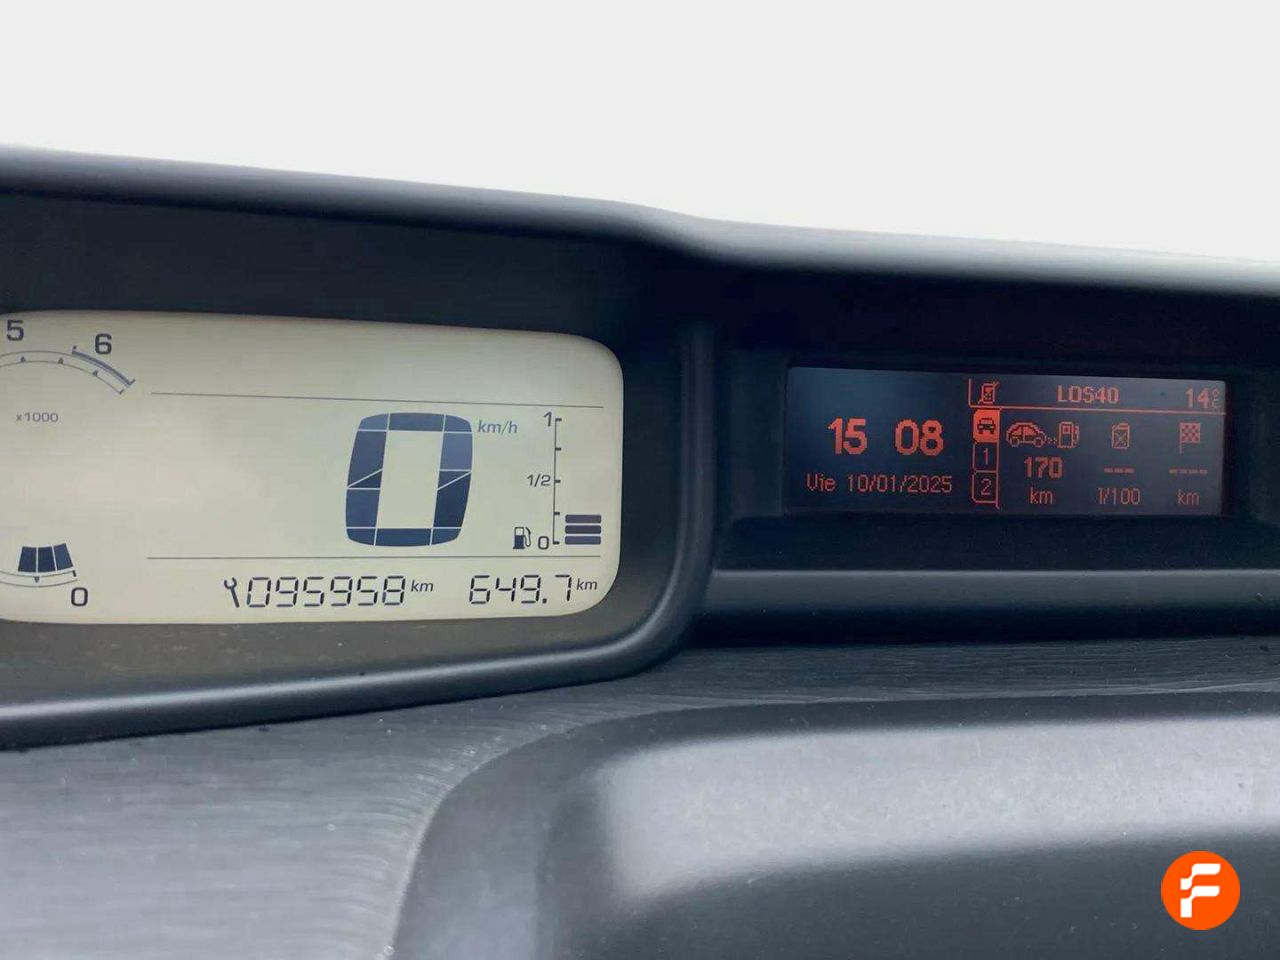 5
6
x1000
0
0 km/h
1
1/2
0
095958 km
649.7 km
LOS40
14°C
15 08
Vie 10/01/2025
1
2
170
km
---
l/100
----
km
F